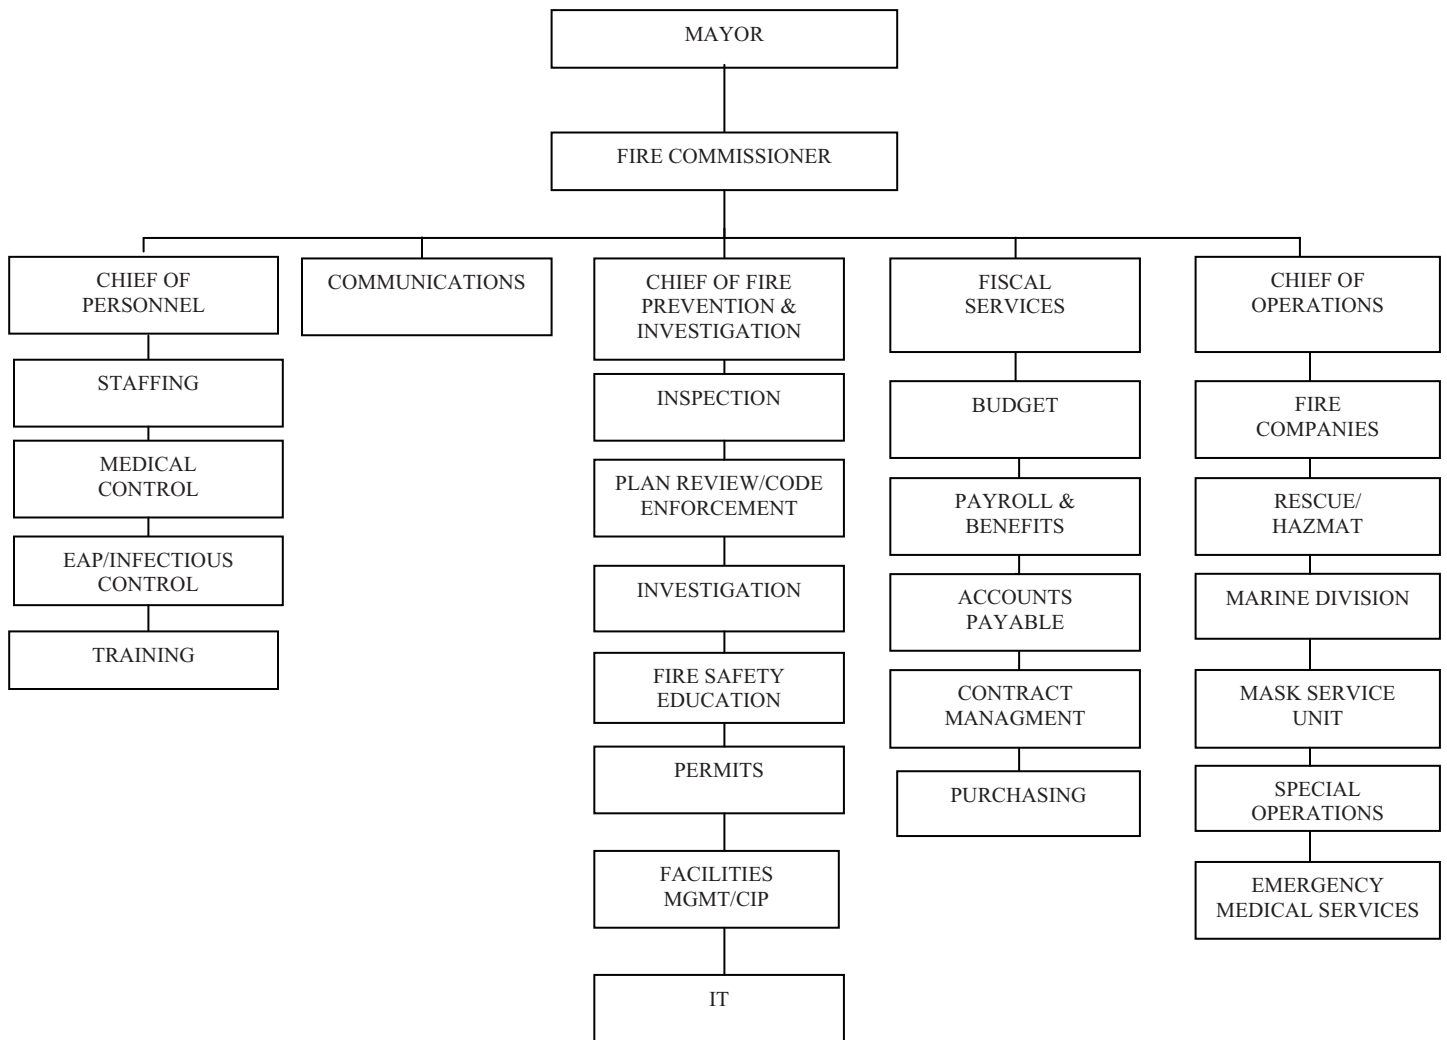 MAYOR
FIRE COMMISSIONER
CHIEF OF
PERSONNEL
STAFFING
MEDICAL
CONTROL
EAP/INFECTIOUS
CONTROL
TRAINING
COMMUNICATIONS
CHIEF OF FIRE
PREVENTION &
INVESTIGATION
INSPECTION
PLAN REVIEW/CODE
ENFORCEMENT
INVESTIGATION
FIRE SAFETY
EDUCATION
PERMITS
FACILITIES
MGMT/CIP
IT
FISCAL
SERVICES
BUDGET
PAYROLL &
BENEFITS
ACCOUNTS
PAYABLE
CONTRACT
MANAGMENT
PURCHASING
CHIEF OF
OPERATIONS
FIRE
COMPANIES
RESCUE/
HAZMAT
MARINE DIVISION
MASK SERVICE
UNIT
SPECIAL
OPERATIONS
EMERGENCY
MEDICAL SERVICES